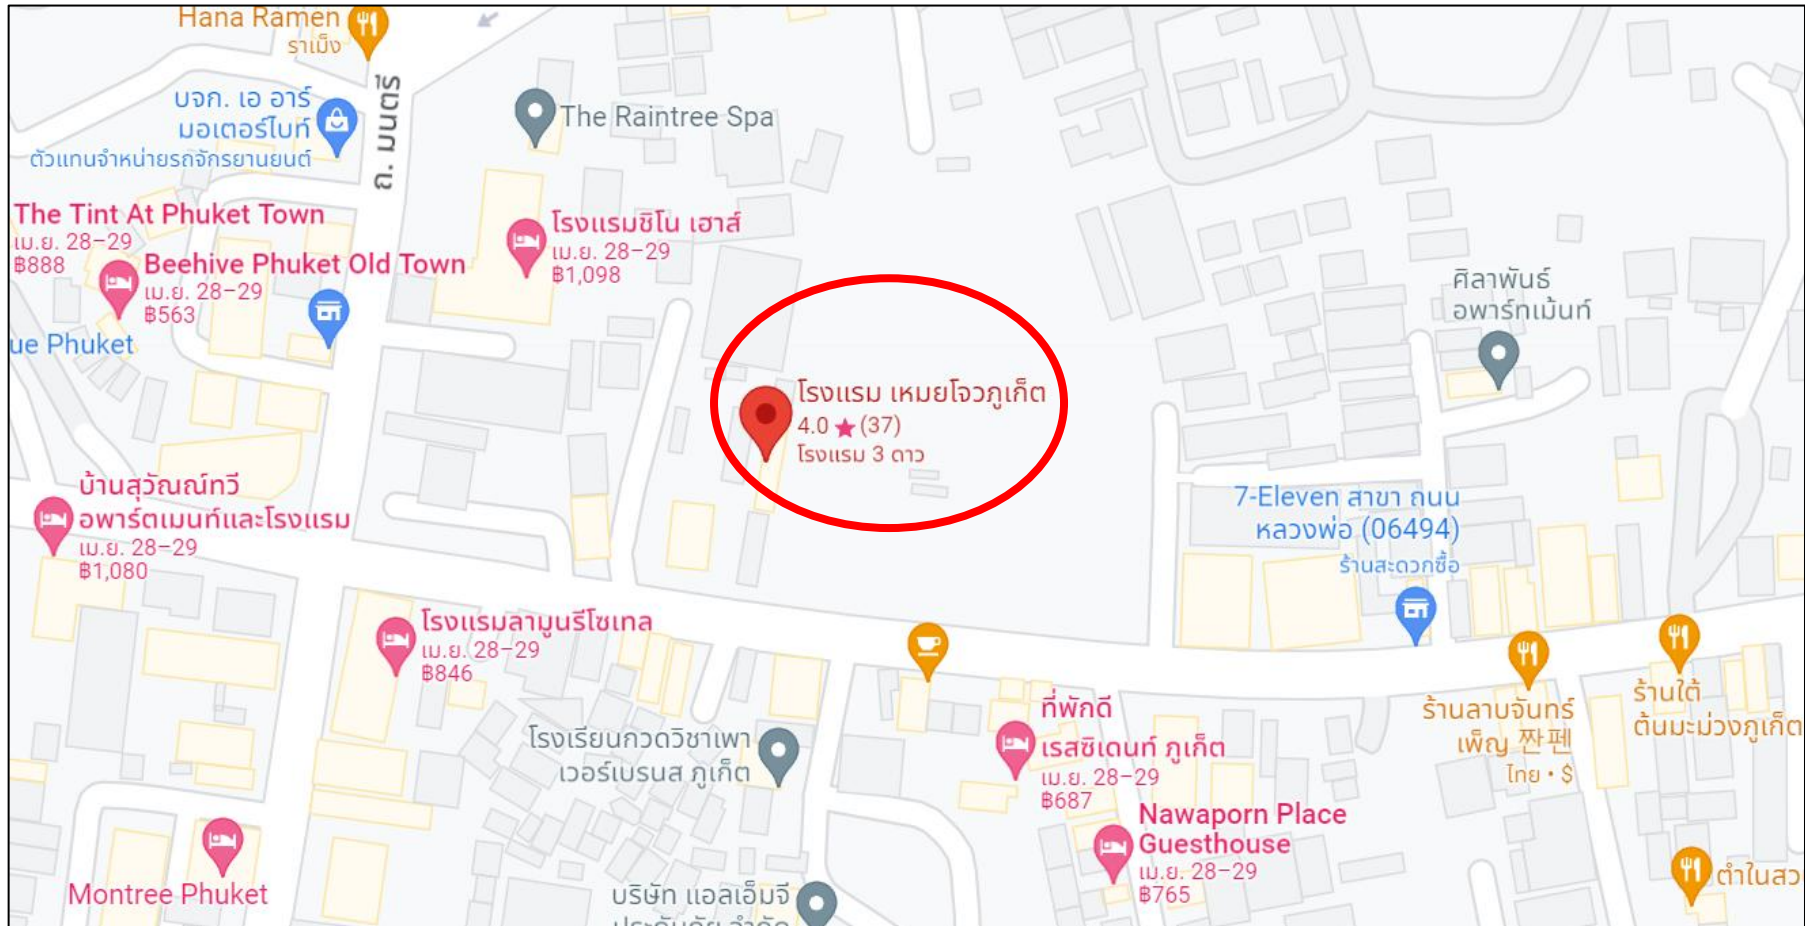 Hana Ramen
ราเม็ง
บจก. เอ อาร์
มอเตอร์ไบท์
ตัวแทนจำหน่ายรถจักรยานยนต์
ถ. มนตรี
The Raintree Spa
The Tint At Phuket Town
เม.ย. 28–29
฿888
Beehive Phuket Old Town
เม.ย. 28–29
฿563
โรงแรมชิโน เฮาส์
เม.ย. 28–29
฿1,098
ศิลาพันธ์
อพาร์ทเม้นท์
ue Phuket
โรงแรม เหมยโจวภูเก็ต
4.0 ★ (37)
โรงแรม 3 ดาว
บ้านสุวัณณ์ทวี
อพาร์ตเมนท์และโรงแรม
เม.ย. 28–29
฿1,080
7-Eleven สาขา ถนน
หลวงพ่อ (06494)
ร้านสะดวกซื้อ
โรงแรมลามูนรีโซเทล
เม.ย. 28–29
฿846
โรงเรียนกวดวิชาเพา
เวอร์เบรนส ภูเก็ต
ที่พักดี
เรสซิเดนท์ ภูเก็ต
เม.ย. 28–29
฿687
ร้านลาบจันทร์
เพ็ญ 짠펜
ไทย • $
ร้านใต้
ต้นมะม่วงภูเก็ต
Nawaporn Place
Guesthouse
เม.ย. 28–29
฿765
Montree Phuket
บริษัท แอลเอ็มจี
ประกันภัย จำกัด
ตำในสว